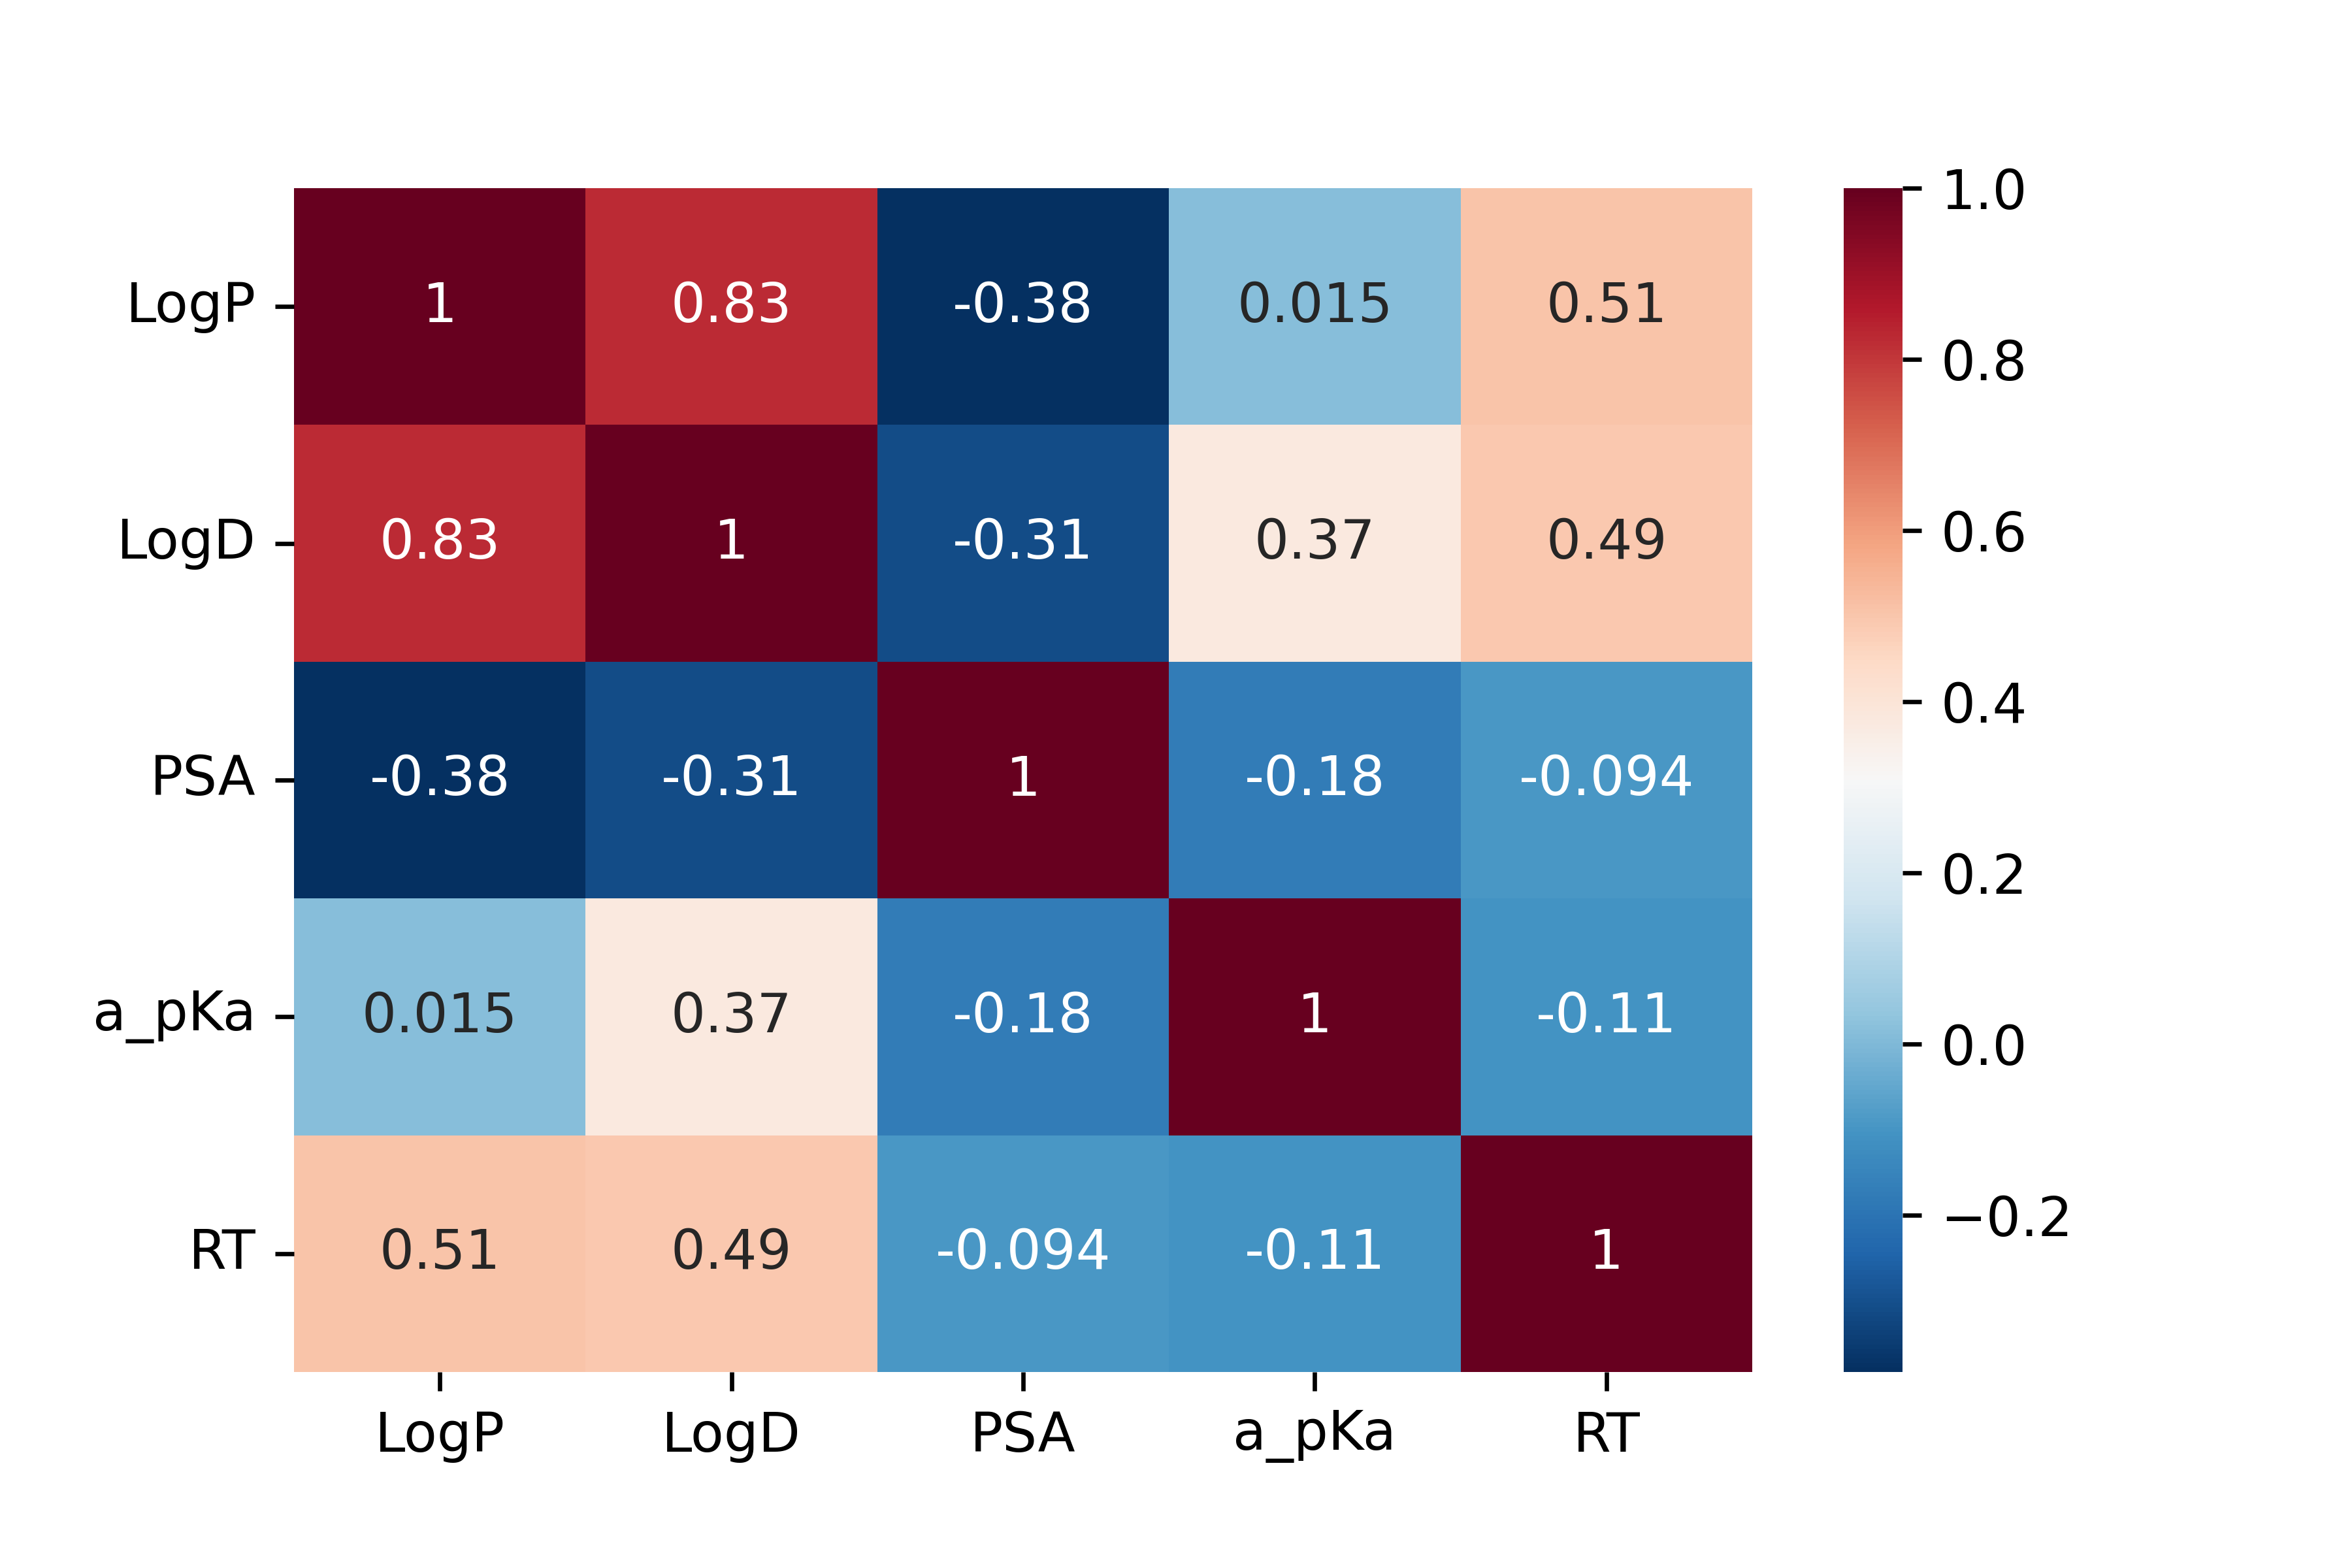 LogP 1 0.83 -0.38 0.015 0.51
LogD 0.83 1 -0.31 0.37 0.49
PSA -0.38 -0.31 1 -0.18 -0.094
a_pKa 0.015 0.37 -0.18 1 -0.11
RT 0.51 0.49 -0.094 -0.11 1
LogP LogD PSA a_pKa RT
1.0
0.8
0.6
0.4
0.2
0.0
−0.2